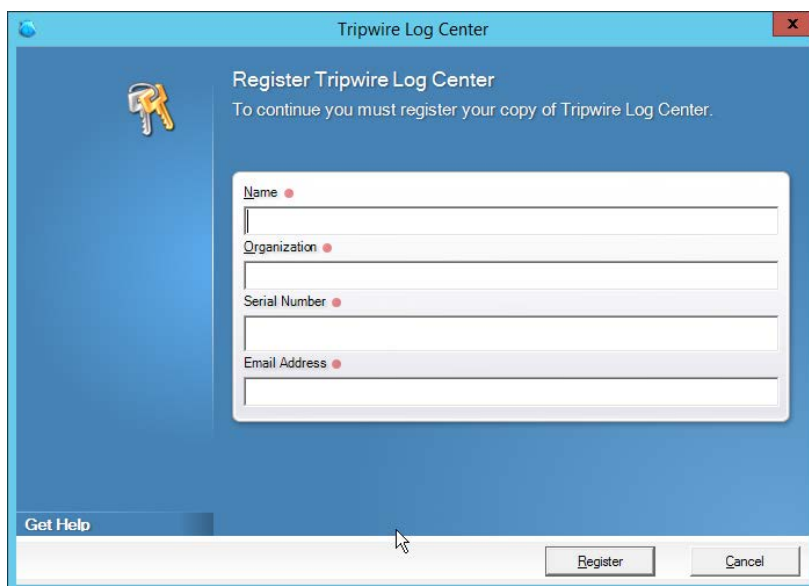 Tripwire Log Center
x
Register Tripwire Log Center
To continue you must register your copy of Tripwire Log Center.
Name
Organization
Serial Number
Email Address
Get Help
Register
Cancel